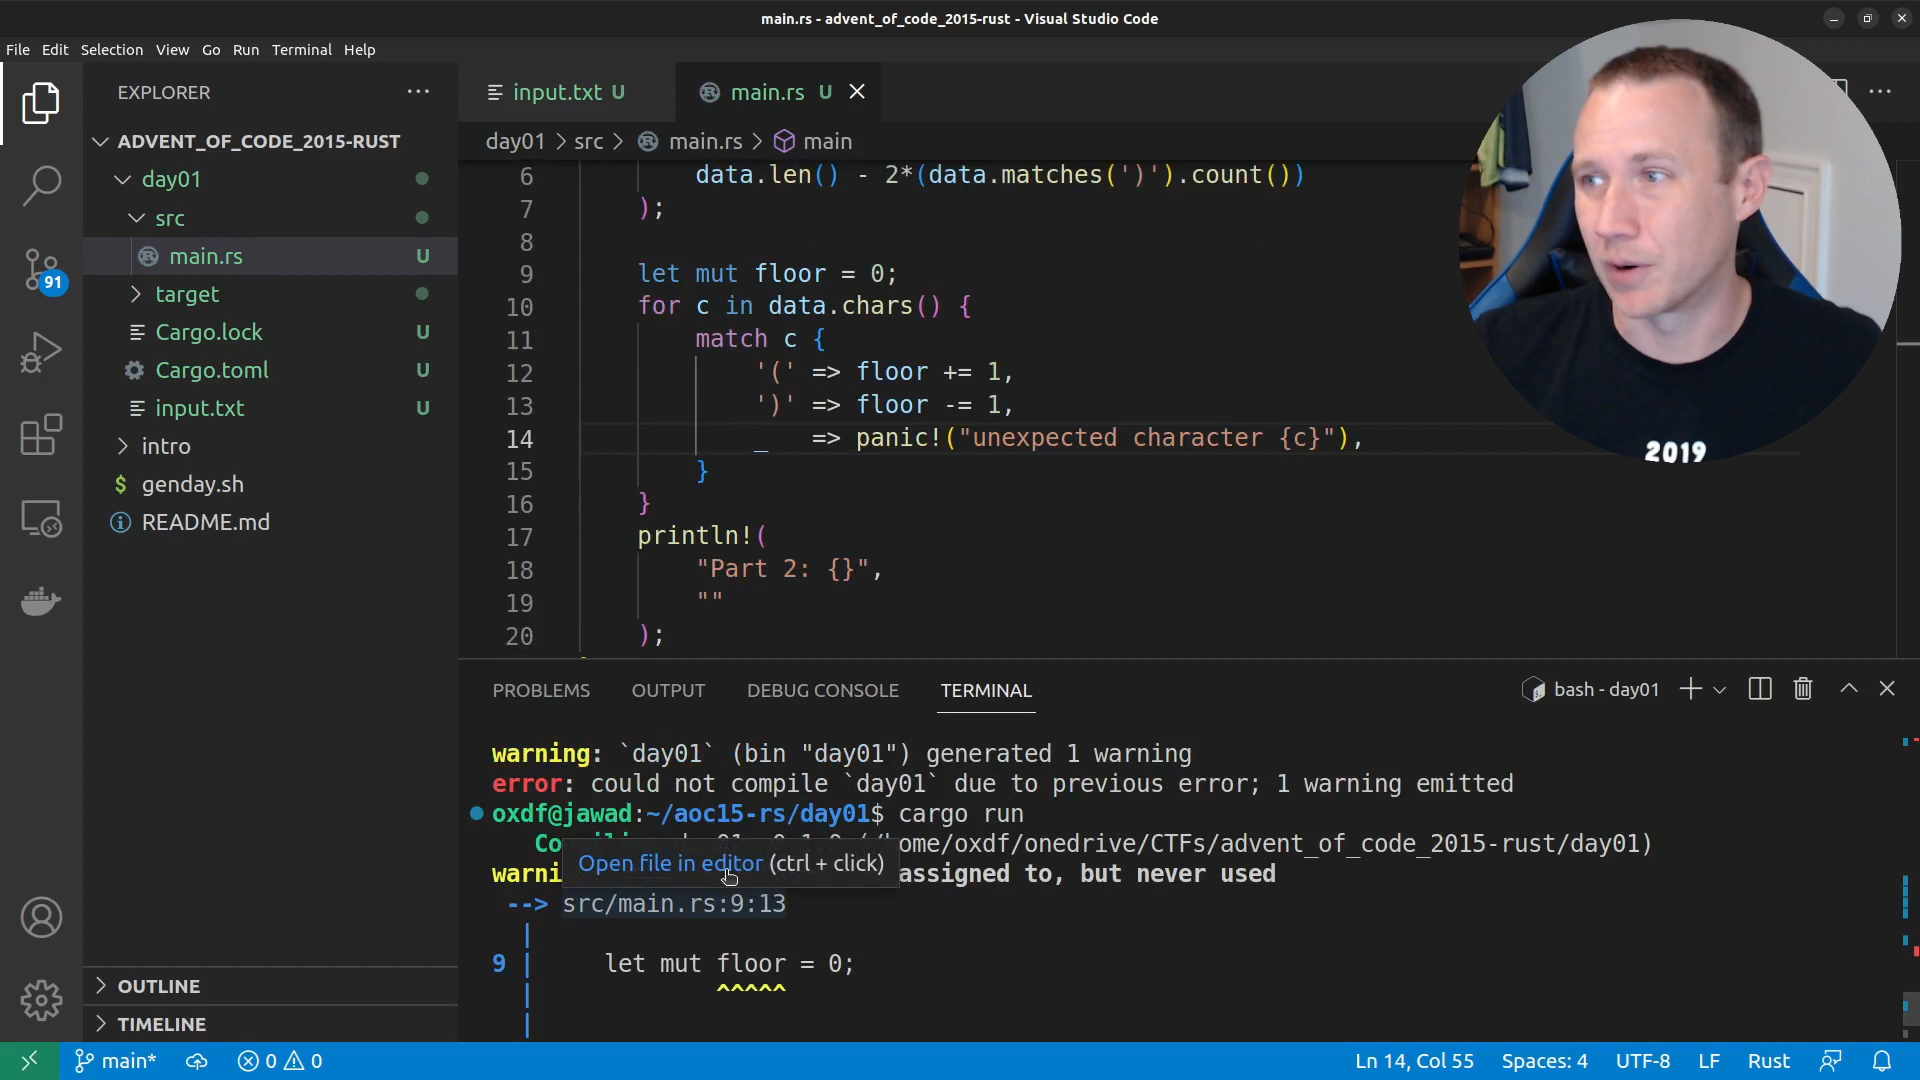 main.rs - advent_of_code_2015-rust - Visual Studio Code
File Edit Selection View Go Run Terminal Help
EXPLORER
ADVENT_OF_CODE_2015-RUST
day01
src
main.rs U
target
Cargo.lock U
Cargo.toml U
input.txt U
intro
genday.sh
README.md
91
OUTLINE
TIMELINE
input.txt U
main.rs U
day01 > src > main.rs > main
6 data.len() - 2*(data.matches(')').count())
7 );
8
9 let mut floor = 0;
10 for c in data.chars() {
11 match c {
12 '(' => floor += 1,
13 ')' => floor -= 1,
14 _ => panic!("unexpected character {c}"),
15 }
16 }
17 println!(
18 "Part 2: {}",
19 ""
20 );
2019
PROBLEMS OUTPUT DEBUG CONSOLE TERMINAL
bash - day01
warning: `day01` (bin "day01") generated 1 warning
error: could not compile `day01` due to previous error; 1 warning emitted
oxdf@jawad:~/aoc15-rs/day01$ cargo run
home/oxdf/onedrive/CTFs/advent_of_code_2015-rust/day01)
Open file in editor (ctrl + click)
assigned to, but never used
--> src/main.rs:9:13
|
9 | let mut floor = 0;
| ^^^^^
|
main* 0 0
Ln 14, Col 55 Spaces: 4 UTF-8 LF Rust